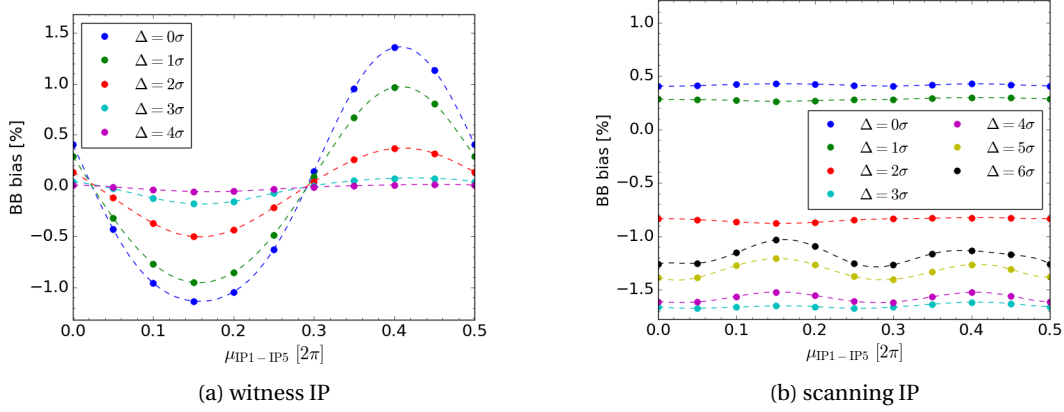 1.5
1.0
0.5
0.0
−0.5
−1.0
BB bias [%]
Δ = 0σ
Δ = 1σ
Δ = 2σ
Δ = 3σ
Δ = 4σ
0.0 0.1 0.2 0.3 0.4 0.5
μIP1−IP5 [2π]
(a) witness IP
1.0
0.5
0.0
−0.5
−1.0
−1.5
BB bias [%]
Δ = 0σ Δ = 4σ
Δ = 1σ Δ = 5σ
Δ = 2σ Δ = 6σ
Δ = 3σ
0.0 0.1 0.2 0.3 0.4 0.5
μIP1−IP5 [2π]
(b) scanning IP